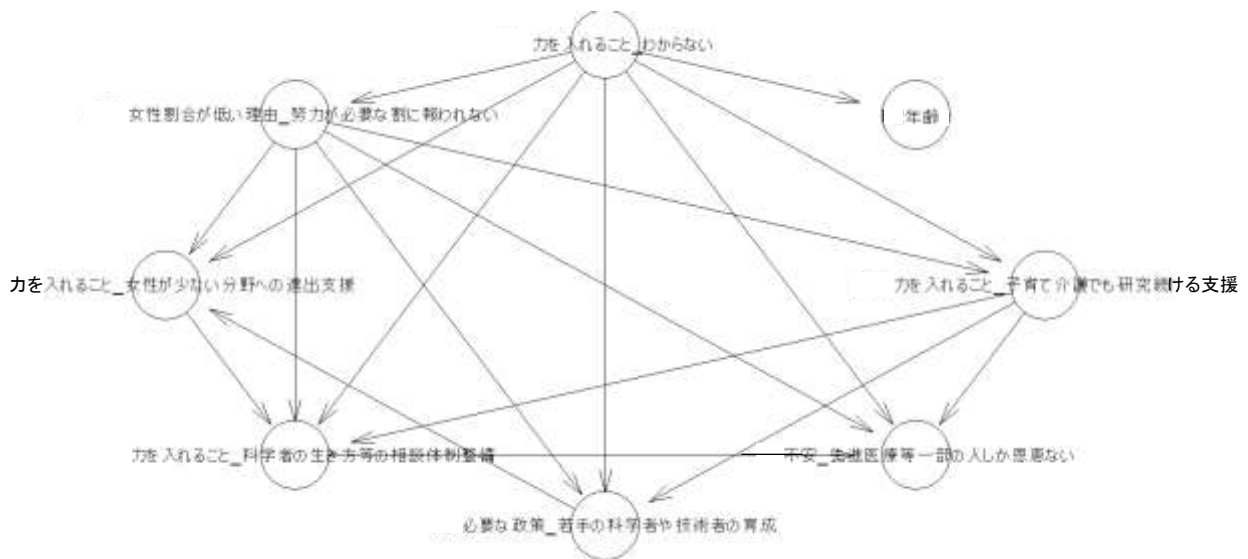 力を入れること_わからない
女性割合が低い理由_努力が必要な割に報われない
年齢
力を入れること_女性が少ない分野への進出支援
力を入れること_子育て介護でも研究続ける支援
力を入れること_科学者の生き方等の相談体制整備
不安_先進医療等一部の人しか恩恵ない
必要な政策_若手の科学者や技術者の育成